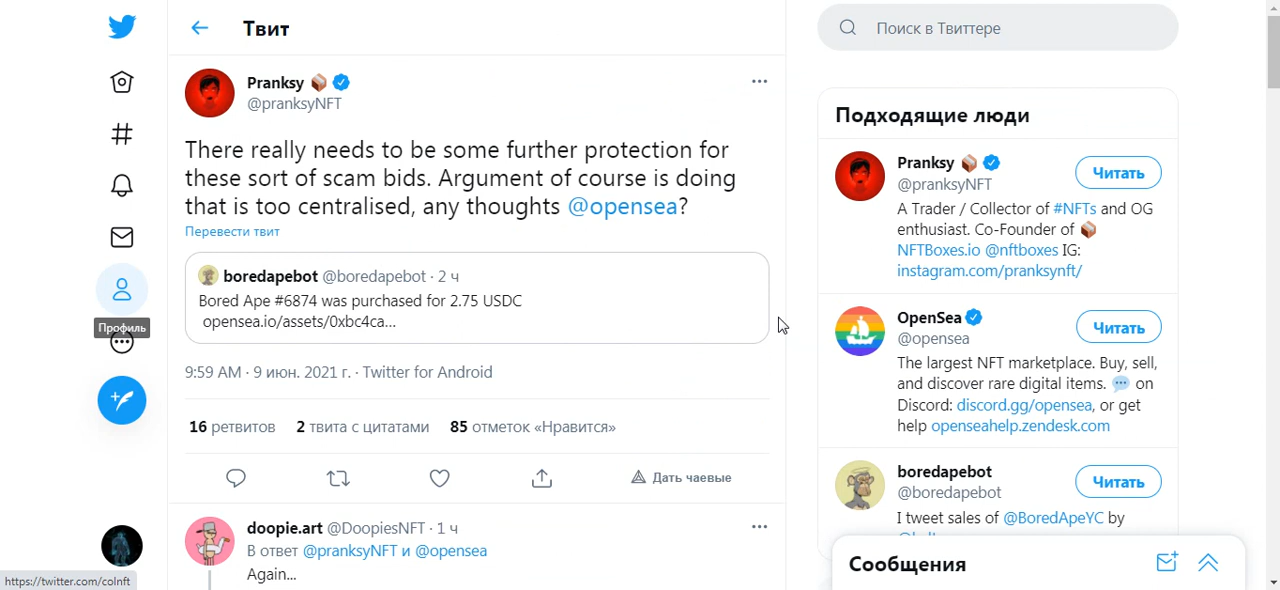 Твит
Поиск в Твиттере
Pranksy
@pranksyNFT
There really needs to be some further protection for
these sort of scam bids. Argument of course is doing
that is too centralised, any thoughts @opensea?
Перевести твит
boredapebot @boredapebot · 2 ч
Bored Ape #6874 was purchased for 2.75 USDC
opensea.io/assets/0xbc4ca...
9:59 AM · 9 июн. 2021 г. · Twitter for Android
16 ретвитов 2 твита с цитатами 85 отметок «Нравится»
Дать чаевые
doopie.art @DoopiesNFT · 1 ч
В ответ @pranksyNFT и @opensea
Again...
Профиль
https://twitter.com/colnft
Подходящие люди
Pranksy
@pranksyNFT
Читать
A Trader / Collector of #NFTs and OG
enthusiast. Co-Founder of
NFTBoxes.io @nftboxes IG:
instagram.com/pranksynft/
OpenSea
@opensea
Читать
The largest NFT marketplace. Buy, sell,
and discover rare digital items. on
Discord: discord.gg/opensea, or get
help openseahelp.zendesk.com
boredapebot
@boredapebot
Читать
I tweet sales of @BoredApeYC by
Сообщения